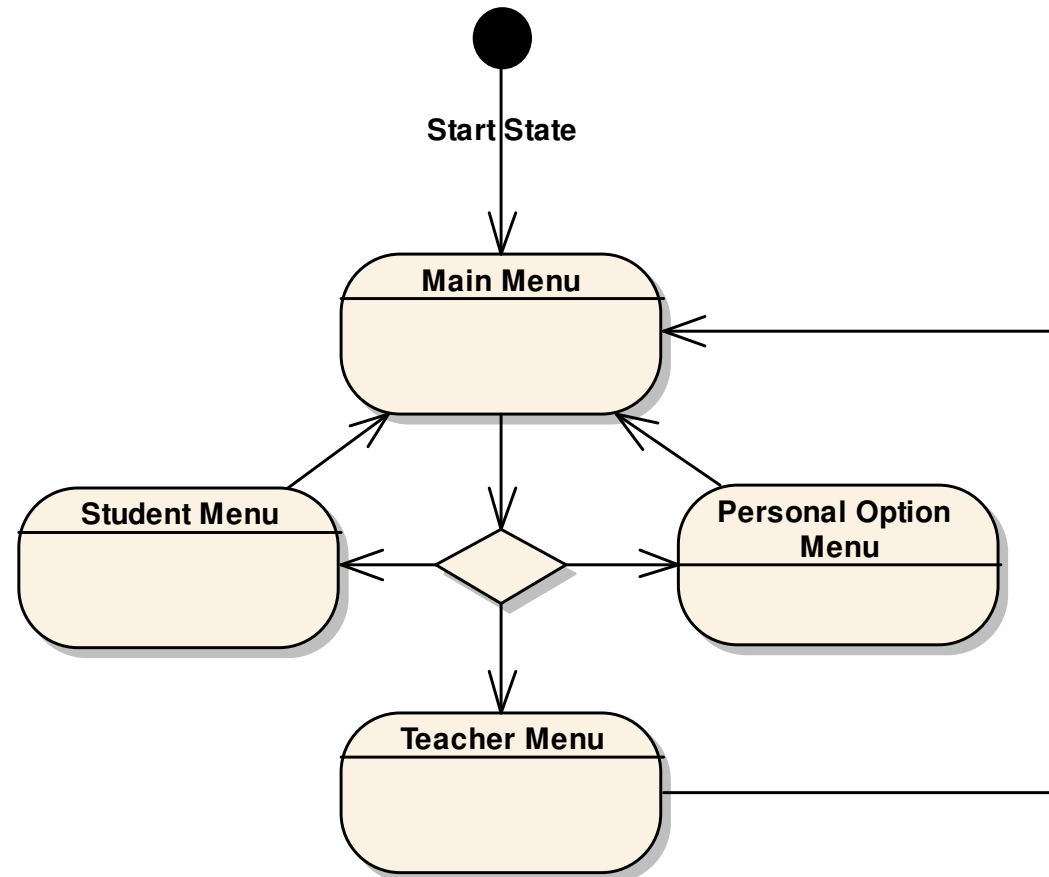 Start State
Main Menu
Student Menu
Personal Option
Menu
Teacher Menu